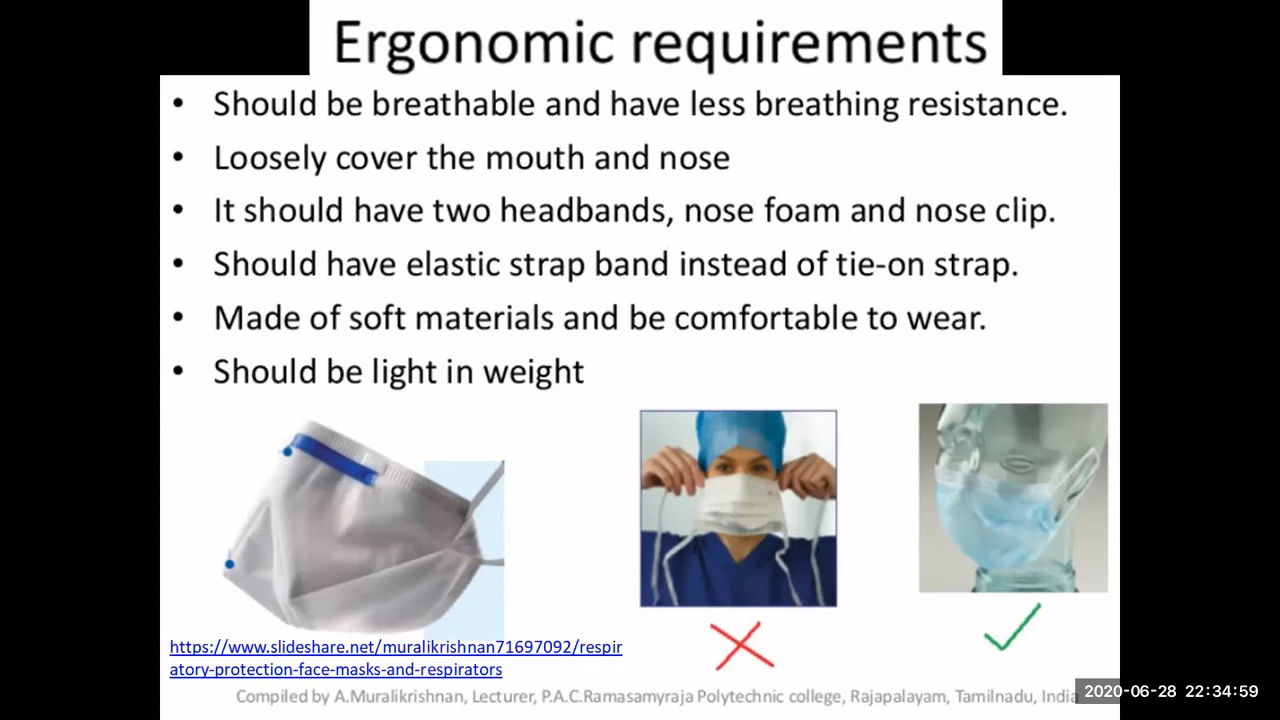 Ergonomic requirements
• Should be breathable and have less breathing resistance.
• Loosely cover the mouth and nose
• It should have two headbands, nose foam and nose clip.
• Should have elastic strap band instead of tie-on strap.
• Made of soft materials and be comfortable to wear.
• Should be light in weight
https://www.slideshare.net/muralikrishnan71697092/respir
atory-protection-face-masks-and-respirators
Compiled by A.Muralikrishnan, Lecturer, P.A.C.Ramasamyraja Polytechnic college, Rajapalayam, Tamilnadu, India
2020-06-28 22:34:59